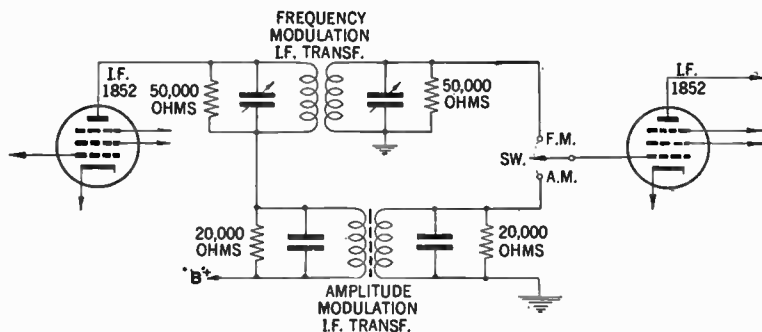 FREQUENCY
MODULATION
I.F. TRANSF.
I.F.
1852
50,000
OHMS
50,000
OHMS
I.F.
1852
F.M.
SW.
A.M.
20,000
OHMS
20,000
OHMS
"B"+
AMPLITUDE
MODULATION
I.F. TRANSF.